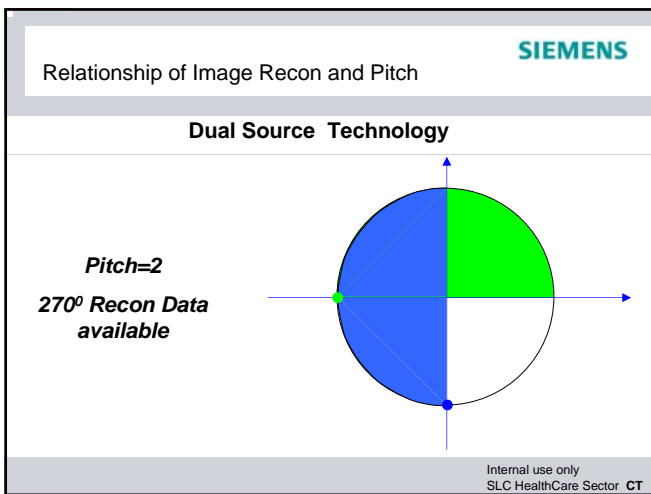 SIEMENS
Relationship of Image Recon and Pitch
Dual Source Technology
Pitch=2
270⁰ Recon Data
available
Internal use only
SLC HealthCare Sector CT